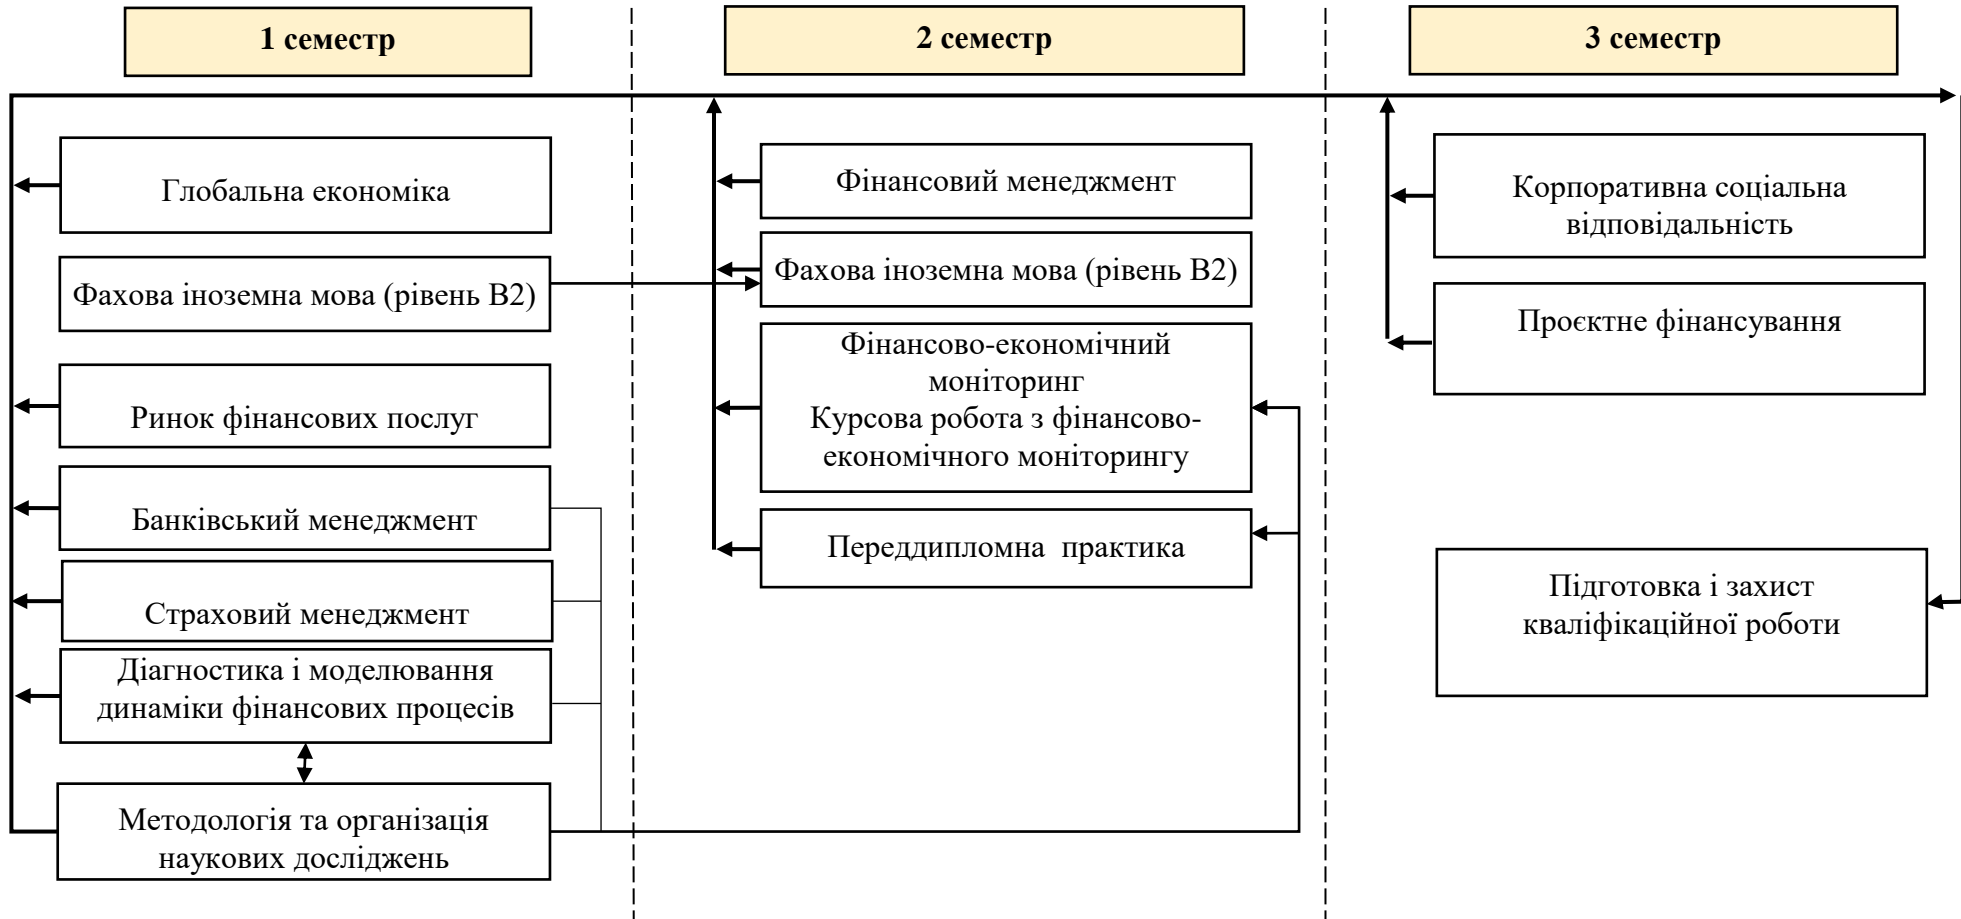 1 семестр
2 семестр
3 семестр
Глобальна економіка
Фахова іноземна мова (рівень В2)
Ринок фінансових послуг
Банківський менеджмент
Страховий менеджмент
Діагностика і моделювання
динаміки фінансових процесів
Методологія та організація
наукових досліджень
Фінансовий менеджмент
Фахова іноземна мова (рівень В2)
Фінансово-економічний
моніторинг
Курсова робота з фінансово-
економічного моніторингу
Переддипломна практика
Корпоративна соціальна
відповідальність
Проєктне фінансування
Підготовка і захист
кваліфікаційної роботи